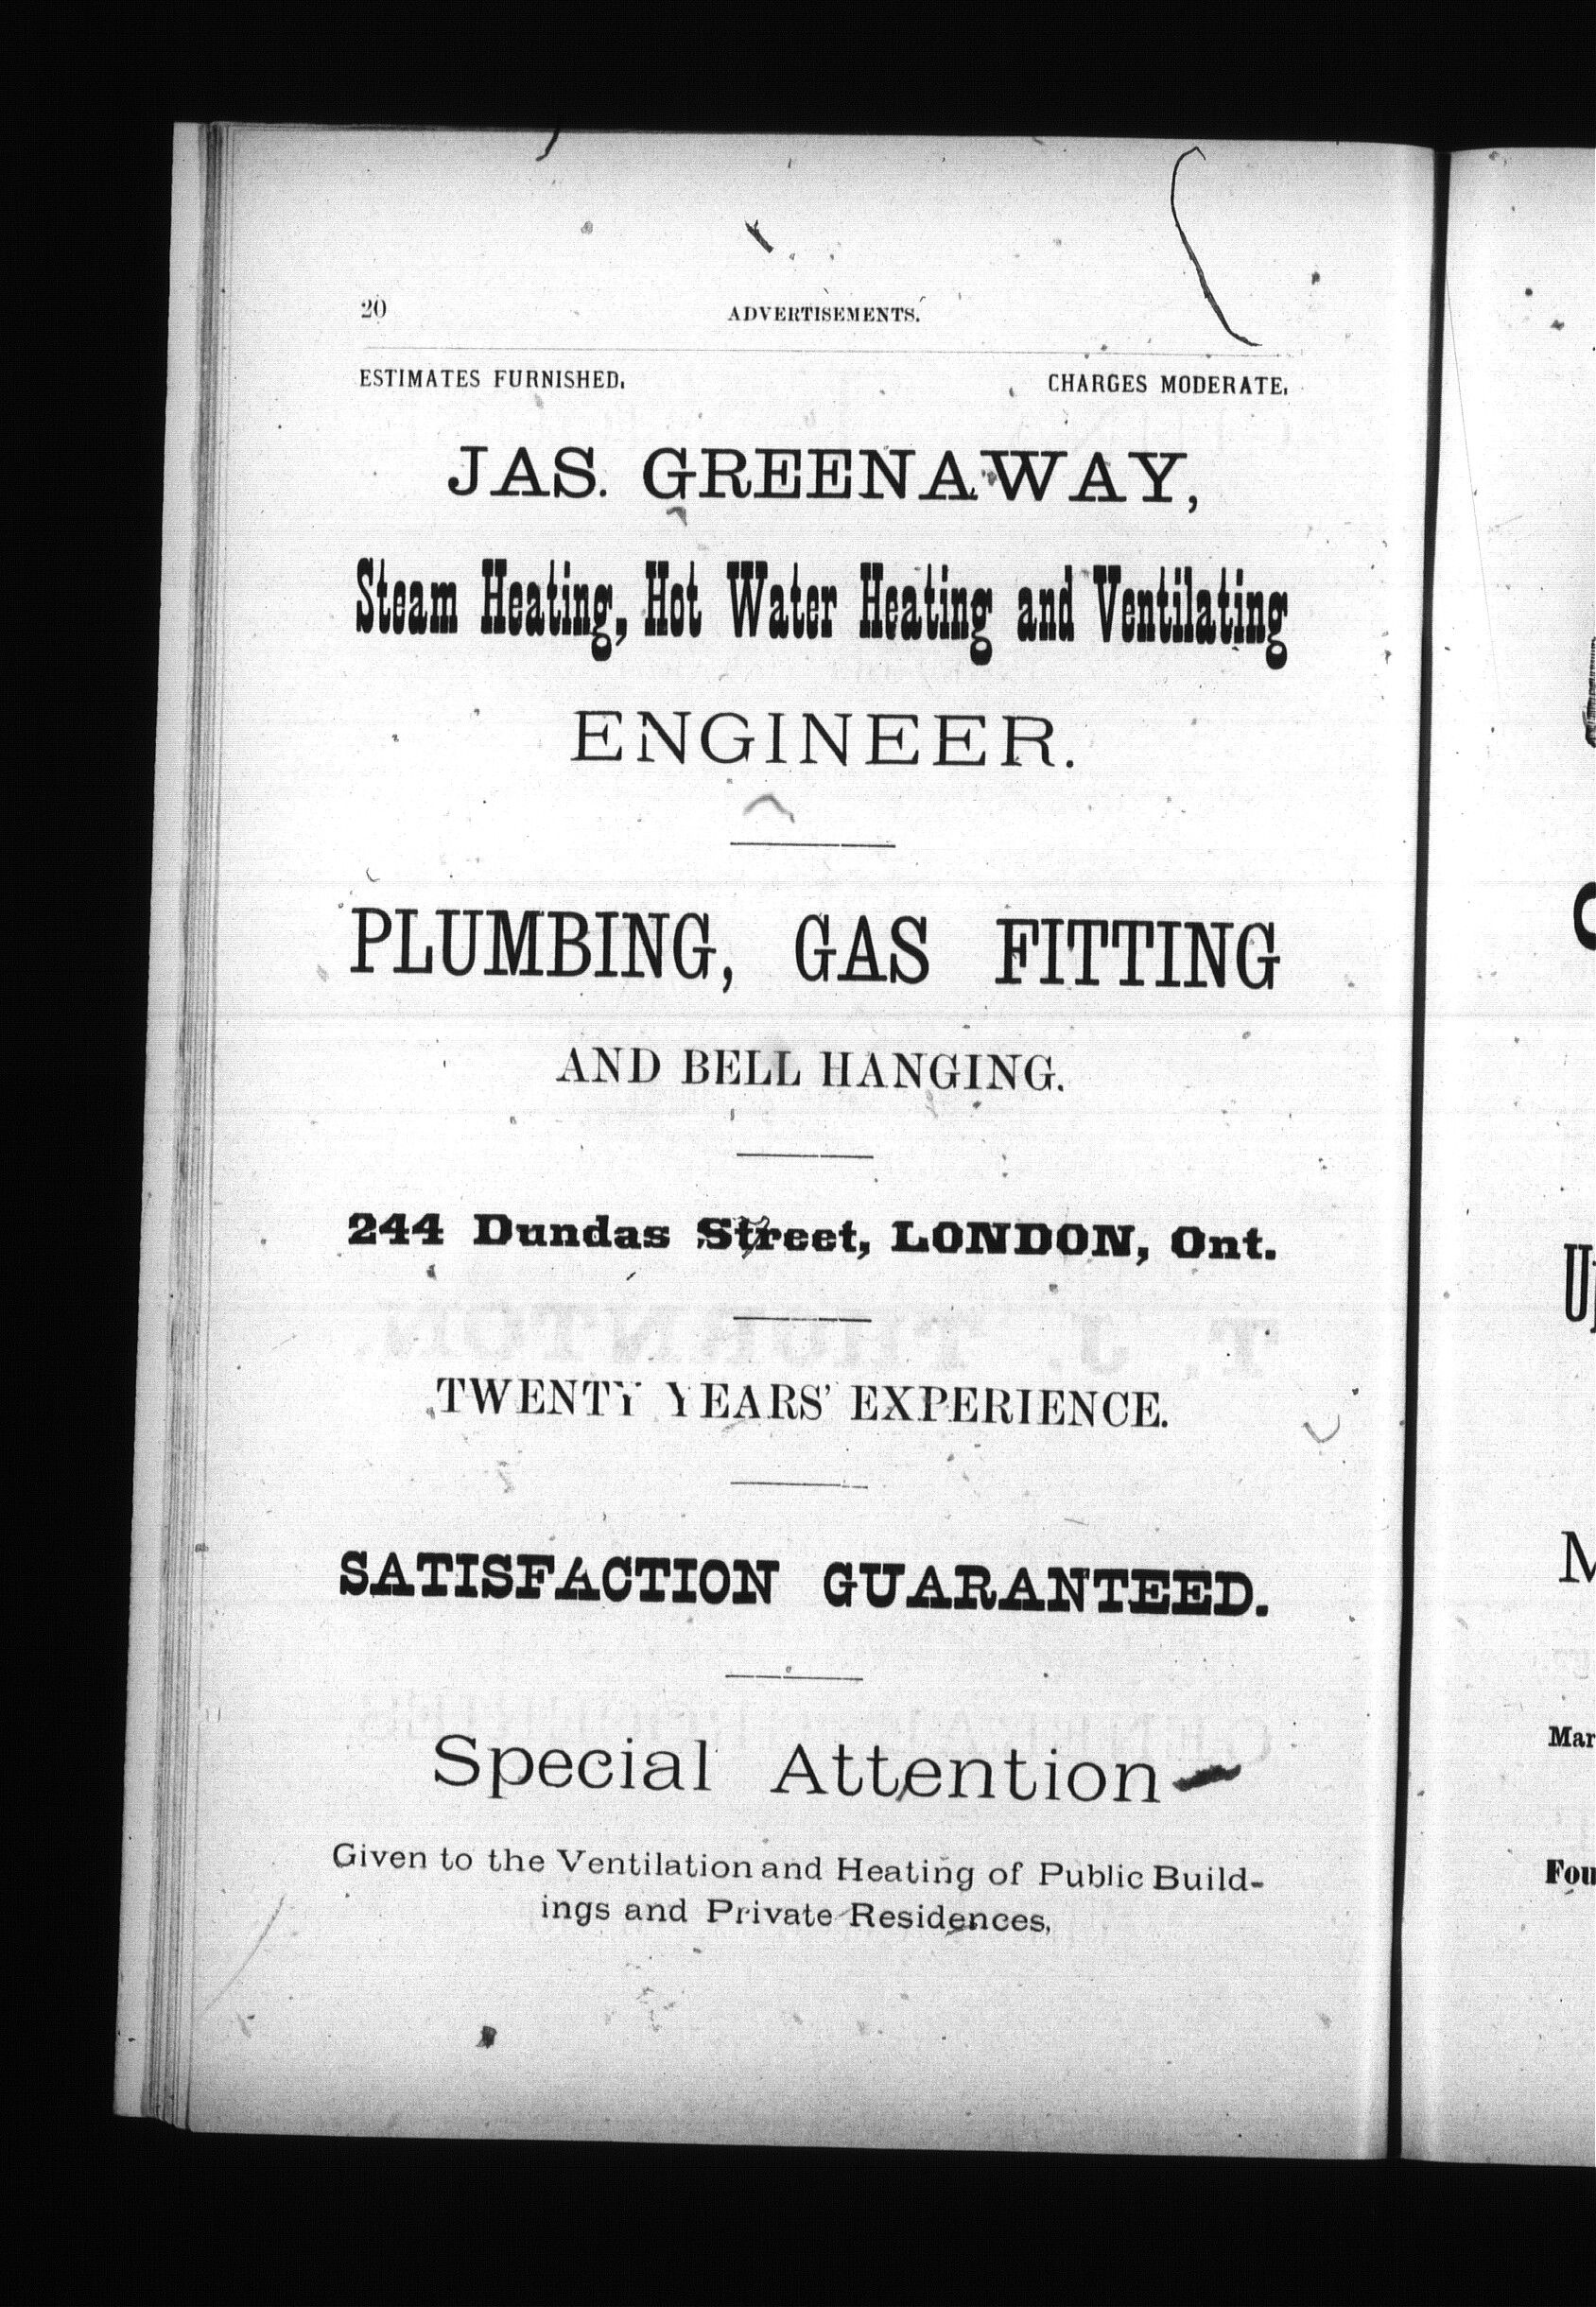 20 ADVERTISEMENTS.
ESTIMATES FURNISHED. CHARGES MODERATE.
JAS. GREENAWAY,
Steam Heating, Hot Water Heating and Ventilating
ENGINEER.
PLUMBING, GAS FITTING
AND BELL HANGING.
244 Dundas Street, LONDON, Ont.
TWENTY YEARS' EXPERIENCE.
SATISFACTION GUARANTEED.
Special Attention
Given to the Ventilation and Heating of Public Build-
ings and Private Residences,